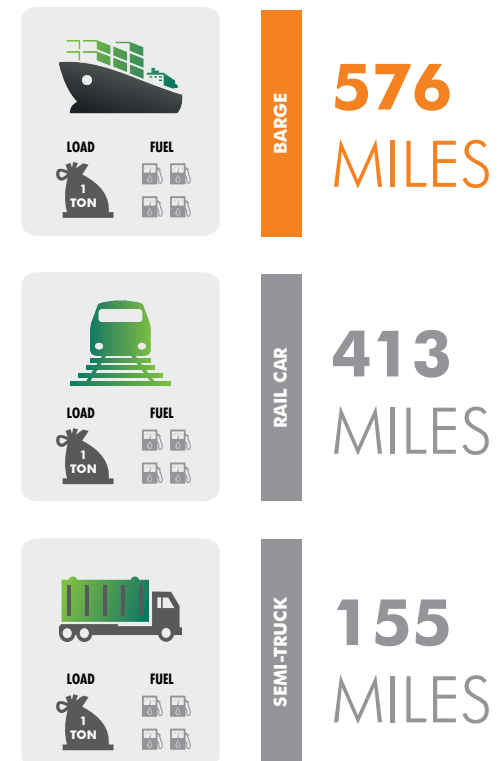 LOAD FUEL
1
TON
BARGE
576
MILES
LOAD FUEL
1
TON
RAIL CAR
413
MILES
LOAD FUEL
1
TON
SEMI-TRUCK
155
MILES